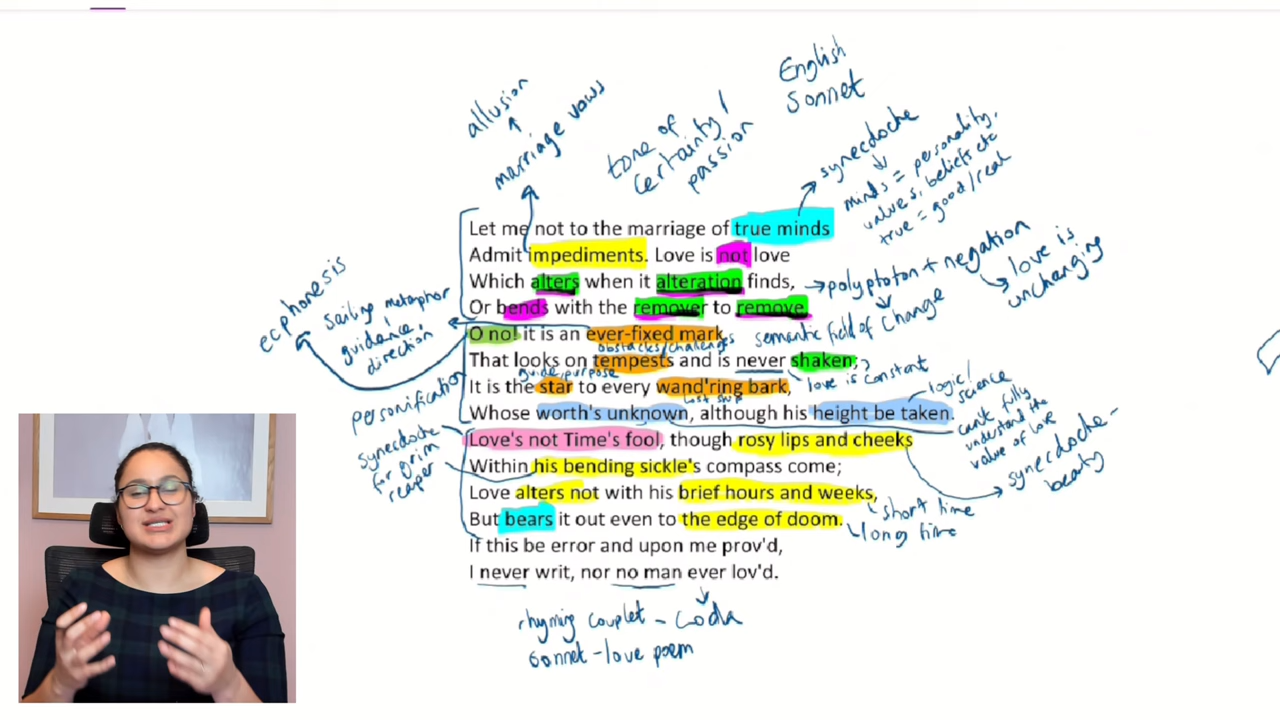 English
Sonnet
allusion
marriage vows
tone of
certainty /
passion
synecdoche
minds = personality,
values, beliefs etc
true = good/real
Let me not to the marriage of true minds
Admit impediments. Love is not love
Which alters when it alteration finds,
Or bends with the remover to remove.
O no! it is an ever-fixed mark
That looks on tempests and is never shaken;
It is the star to every wand'ring bark,
Whose worth's unknown, although his height be taken.
Love's not Time's fool, though rosy lips and cheeks
Within his bending sickle's compass come;
Love alters not with his brief hours and weeks,
But bears it out even to the edge of doom.
If this be error and upon me prov'd,
I never writ, nor no man ever lov'd.
polyptoton + negation
love is
unchanging
semantic field of change
obstacles/challenges
guide, purpose
love is constant
lost ship
logic/
science
can't fully
understand the
value of love
synecdoche -
beauty
short time
long time
ecphonesis
sailing metaphor
guidance,
direction
personification
synecdoche
for grim
reaper
rhyming couplet - coda
sonnet - love poem